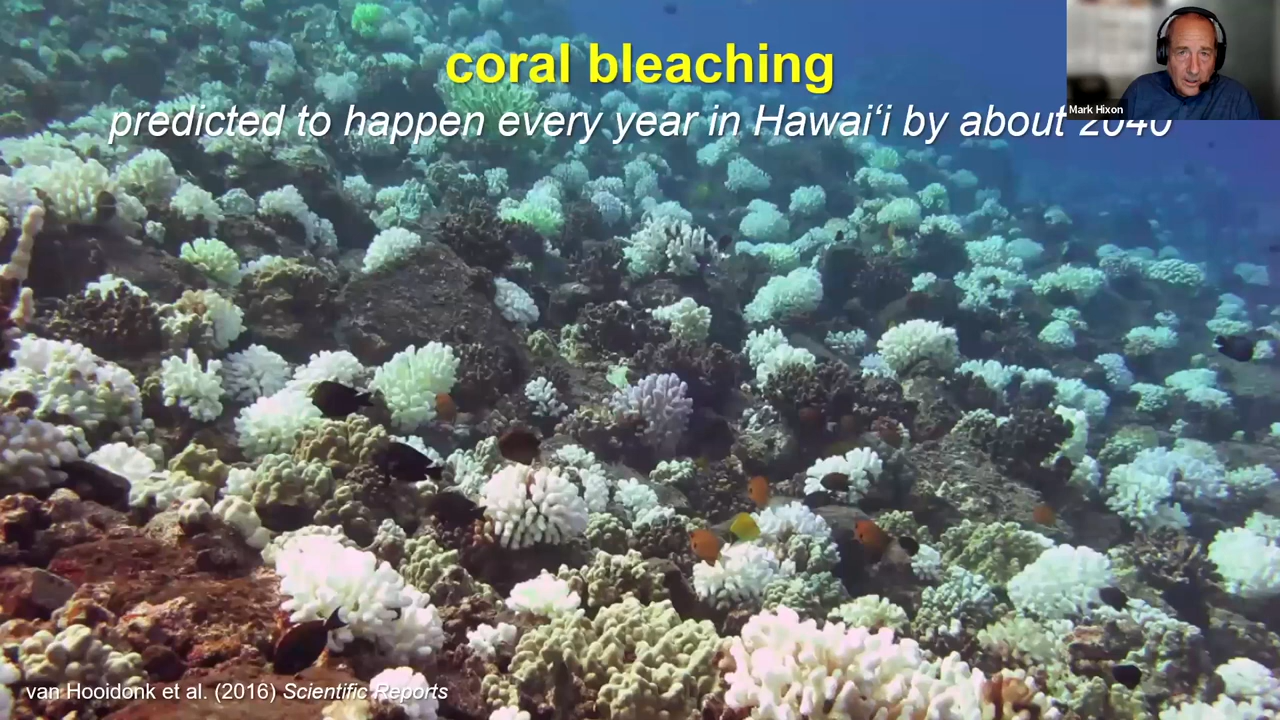 coral bleaching
predicted to happen every year in Hawaiʻi by about 2040
Mark Hixon
van Hooidonk et al. (2016) Scientific Reports